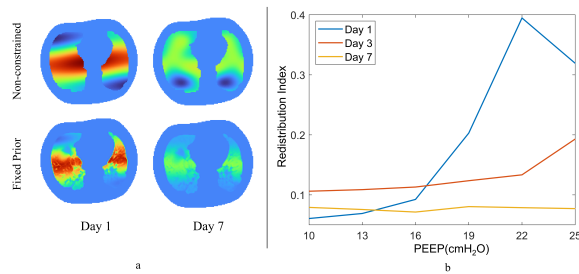 Non-constrained
Fixed Prior
Day 1
Day 7
a
Redistribution Index
0.4
0.3
0.2
0.1
Day 1
Day 3
Day 7
10
13
16
19
22
25
PEEP(cmH₂O)
b